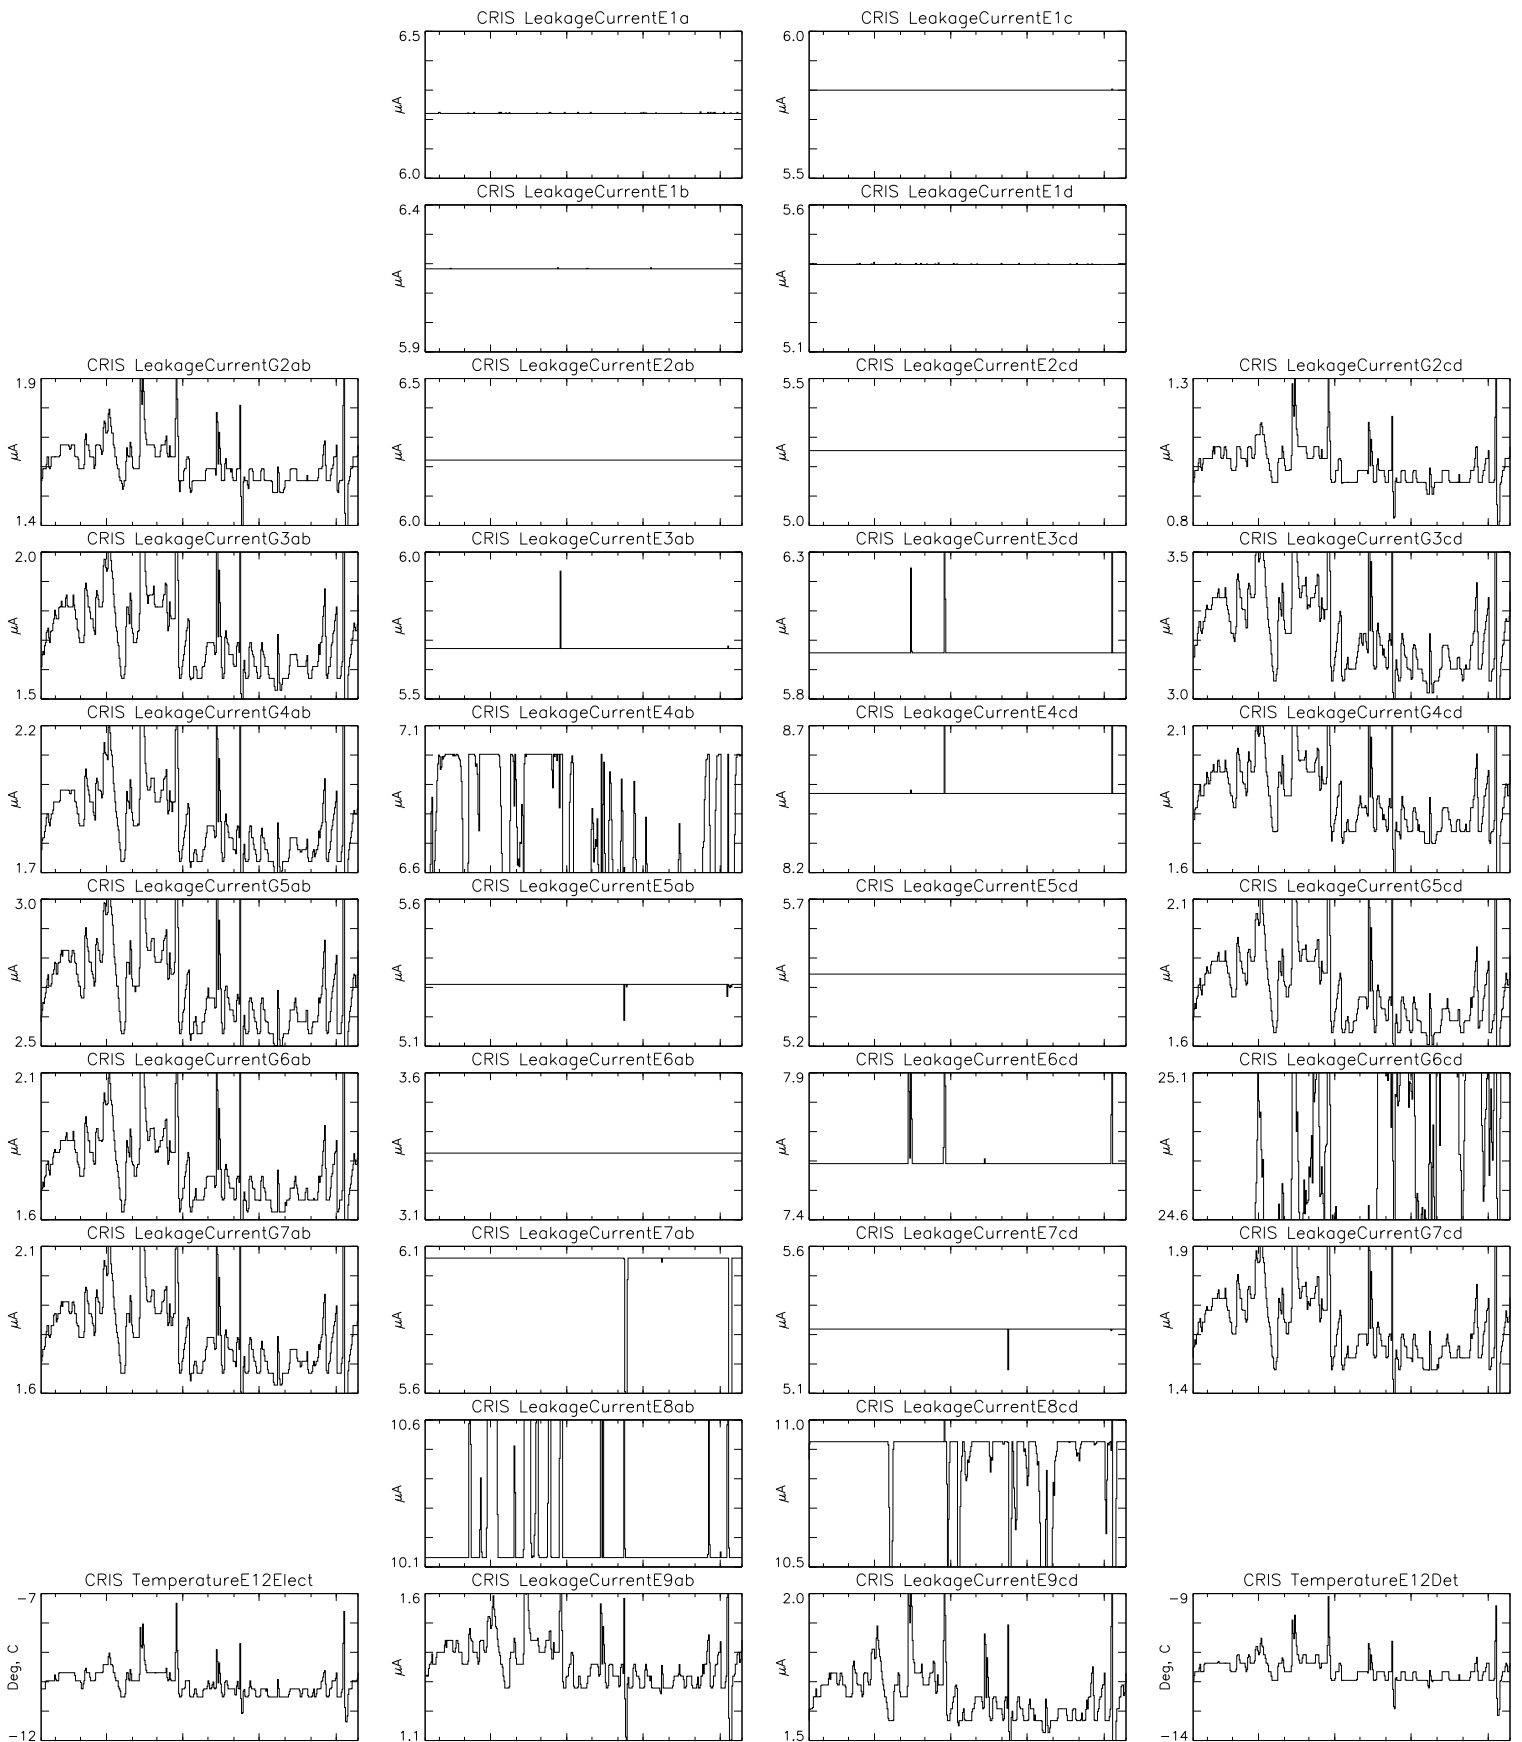 CRIS LeakageCurrentE1a
6.5
μA
6.0
CRIS LeakageCurrentE1c
6.0
μA
5.5
CRIS LeakageCurrentE1b
6.4
μA
5.9
CRIS LeakageCurrentE1d
5.6
μA
5.1
CRIS LeakageCurrentG2ab
1.9
μA
1.4
CRIS LeakageCurrentE2ab
6.5
μA
6.0
CRIS LeakageCurrentE2cd
5.5
μA
5.0
CRIS LeakageCurrentG2cd
1.3
μA
0.8
CRIS LeakageCurrentG3ab
2.0
μA
1.5
CRIS LeakageCurrentE3ab
6.0
μA
5.5
CRIS LeakageCurrentE3cd
6.3
μA
5.8
CRIS LeakageCurrentG3cd
3.5
μA
3.0
CRIS LeakageCurrentG4ab
2.2
μA
1.7
CRIS LeakageCurrentE4ab
7.1
μA
6.6
CRIS LeakageCurrentE4cd
8.7
μA
8.2
CRIS LeakageCurrentG4cd
2.1
μA
1.6
CRIS LeakageCurrentG5ab
3.0
μA
2.5
CRIS LeakageCurrentE5ab
5.6
μA
5.1
CRIS LeakageCurrentE5cd
5.7
μA
5.2
CRIS LeakageCurrentG5cd
2.1
μA
1.6
CRIS LeakageCurrentG6ab
2.1
μA
1.6
CRIS LeakageCurrentE6ab
3.6
μA
3.1
CRIS LeakageCurrentE6cd
7.9
μA
7.4
CRIS LeakageCurrentG6cd
25.1
μA
24.6
CRIS LeakageCurrentG7ab
2.1
μA
1.6
CRIS LeakageCurrentE7ab
6.1
μA
5.6
CRIS LeakageCurrentE7cd
5.6
μA
5.1
CRIS LeakageCurrentG7cd
1.9
μA
1.4
CRIS LeakageCurrentE8ab
10.6
μA
10.1
CRIS LeakageCurrentE8cd
11.0
μA
10.5
CRIS TemperatureE12Elect
-7
Deg, C
-12
CRIS LeakageCurrentE9ab
1.6
μA
1.1
CRIS LeakageCurrentE9cd
2.0
μA
1.5
CRIS TemperatureE12Det
-9
Deg, C
-14